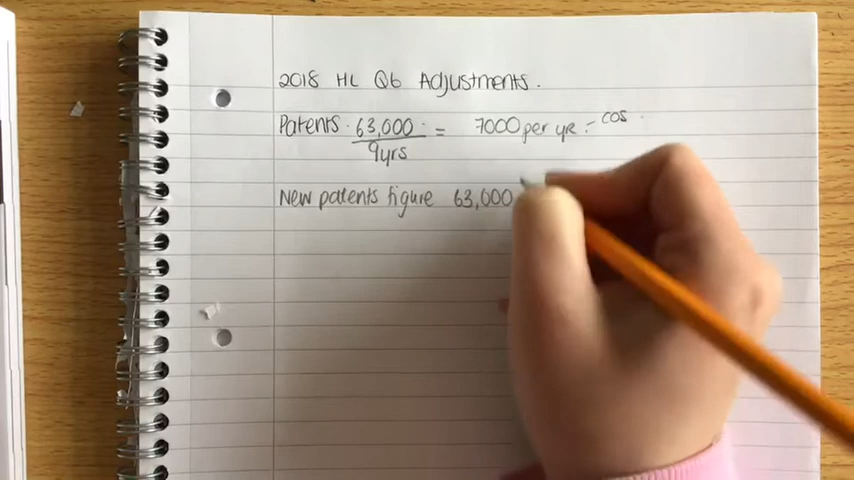 2018 HL Q6 Adjustments.
Patents. 63,000 = 7000 per yr - COS
9yrs
New patents figure 63,000